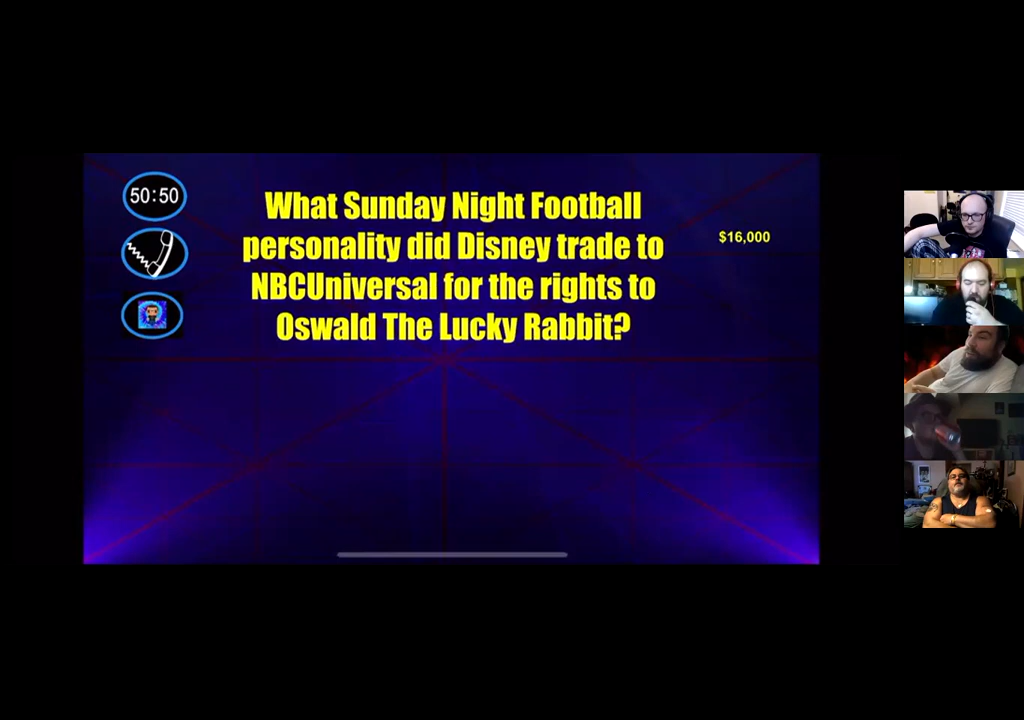 50:50
What Sunday Night Football
personality did Disney trade to
NBCUniversal for the rights to
Oswald The Lucky Rabbit?
$16,000